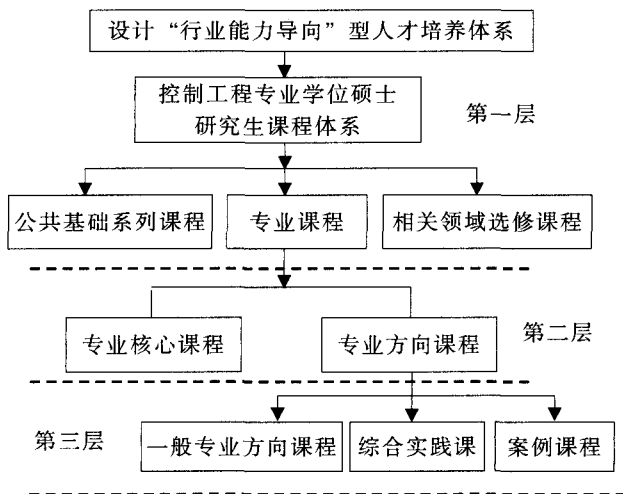 设计“行业能力导向”型人才培养体系
控制工程专业学位硕士
研究生课程体系
第一层
公共基础系列课程
专业课程
相关领域选修课程
专业核心课程
专业方向课程
第二层
第三层
一般专业方向课程
综合实践课
案例课程